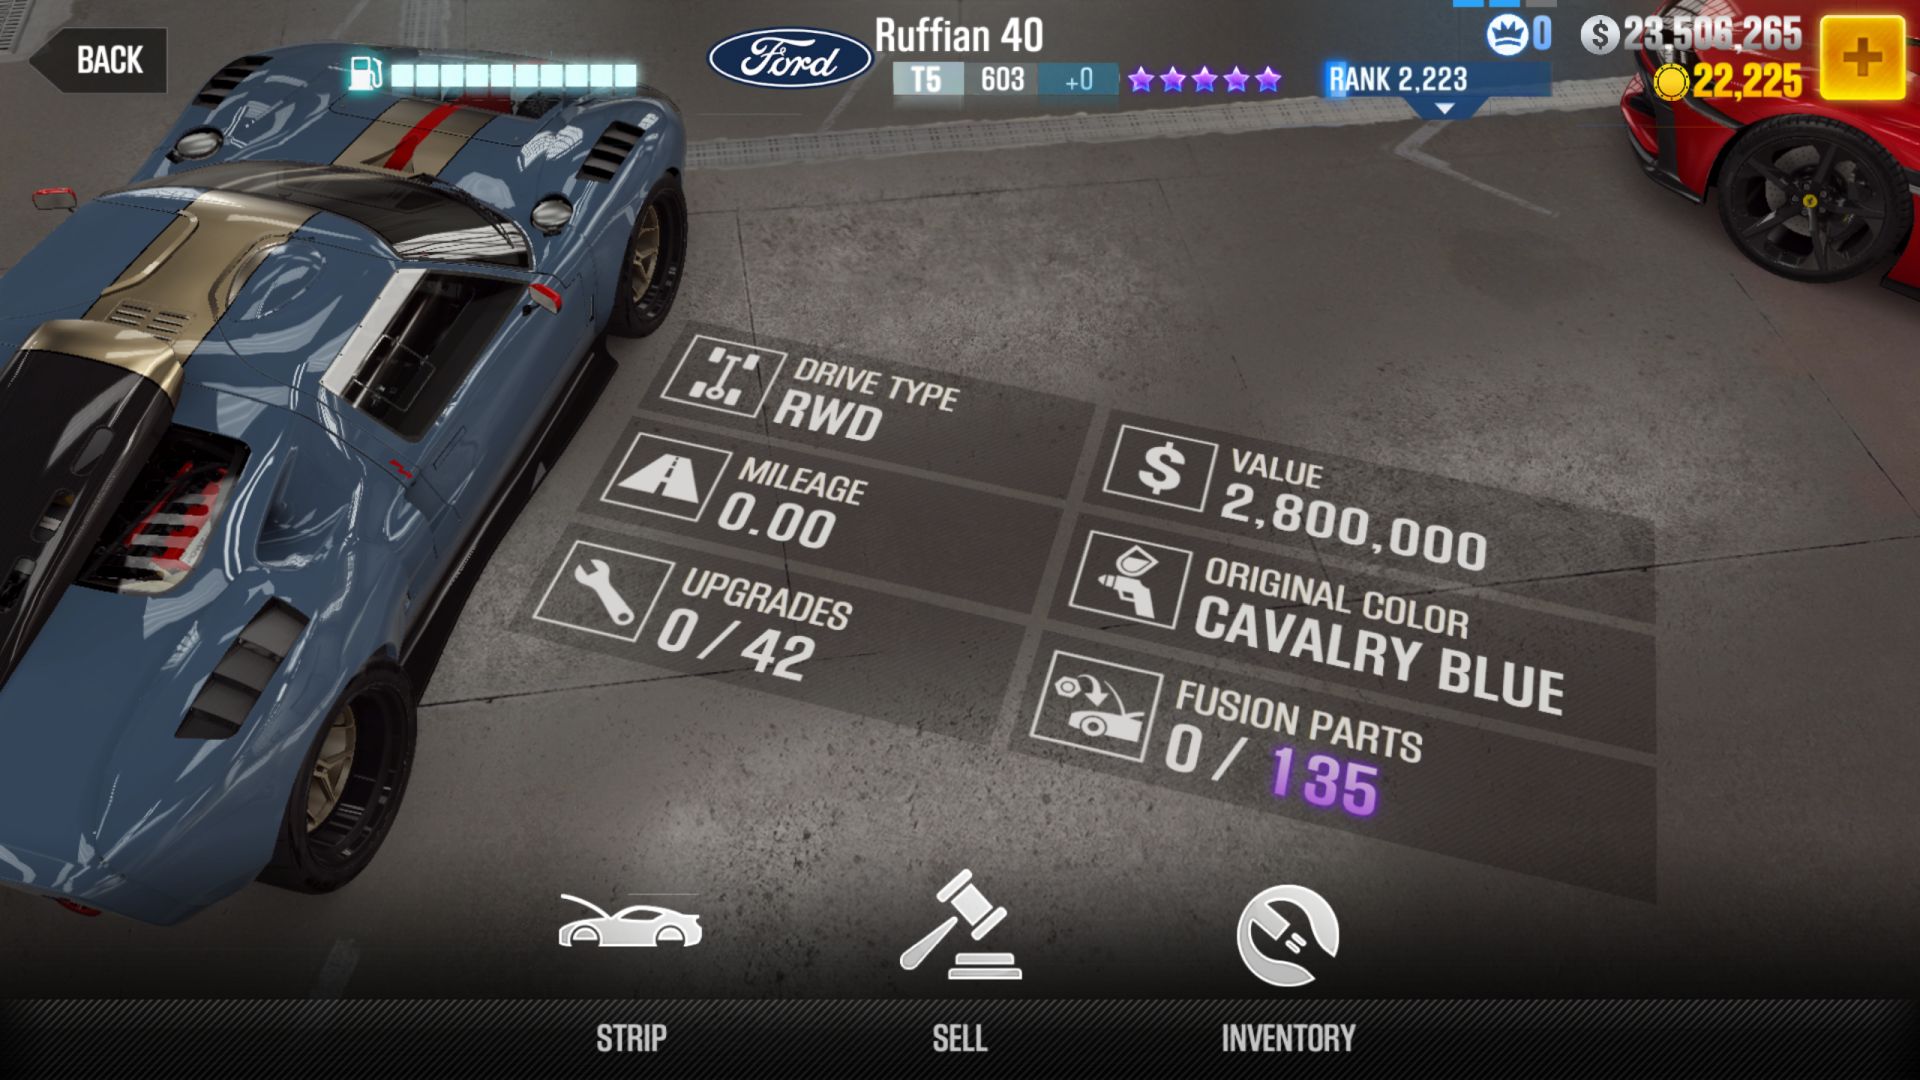 BACK
Ford
Ruffian 40
T5 603 +0
RANK 2,223
0
$ 23,506,265
22,225
DRIVE TYPE
RWD
MILEAGE
0.00
UPGRADES
0 / 42
$ VALUE
2,800,000
ORIGINAL COLOR
CAVALRY BLUE
FUSION PARTS
0 / 135
STRIP
SELL
INVENTORY